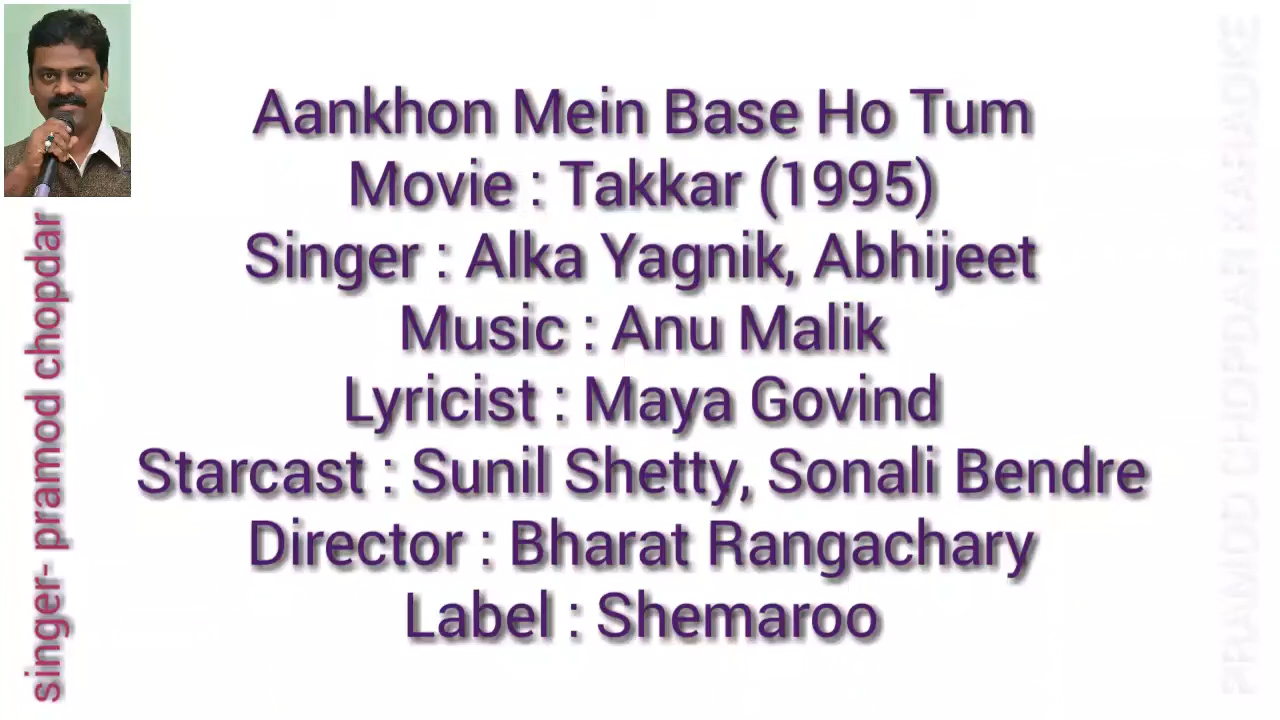 Aankhon Mein Base Ho Tum
Movie : Takkar (1995)
Singer : Alka Yagnik, Abhijeet
Music : Anu Malik
Lyricist : Maya Govind
Starcast : Sunil Shetty, Sonali Bendre
Director : Bharat Rangachary
Label : Shemaroo
singer- pramod chopdar
PRAMOD CHOPDAR KARAOKE